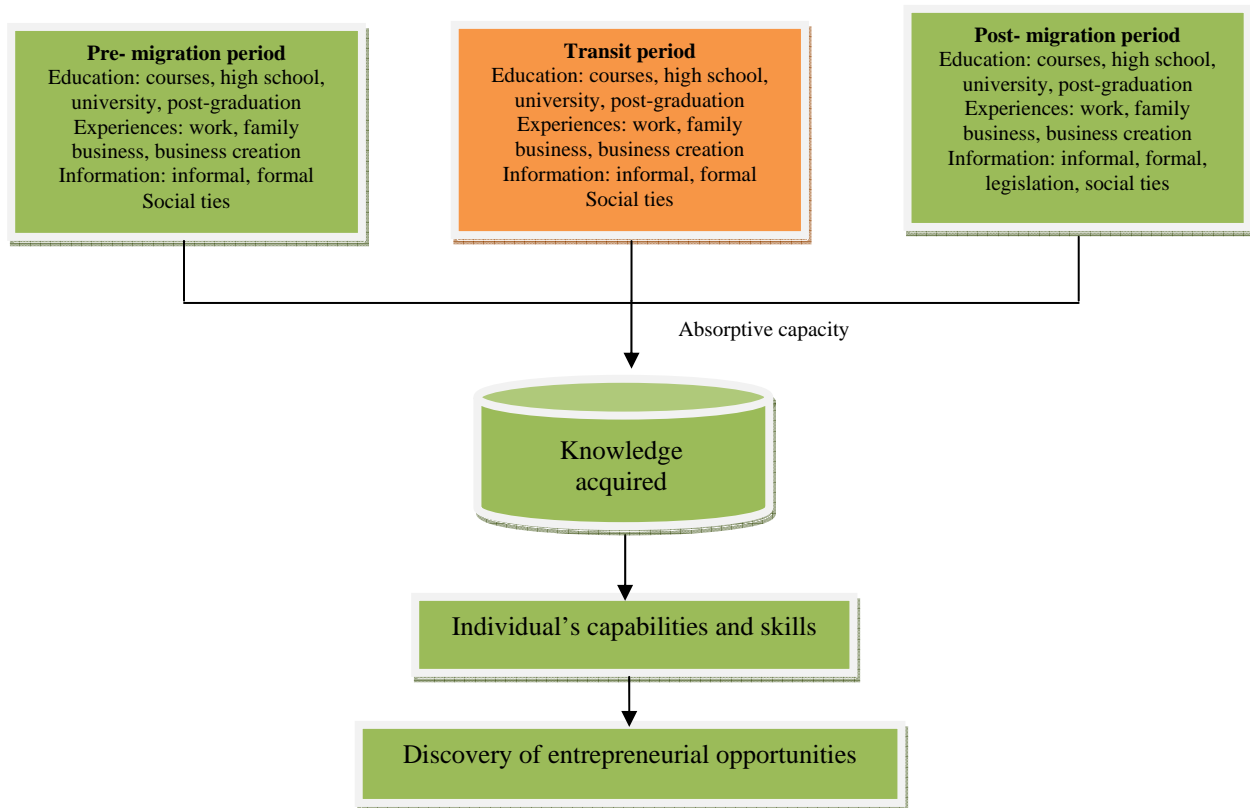 Pre- migration period
Education: courses, high school,
university, post-graduation
Experiences: work, family
business, business creation
Information: informal, formal
Social ties
Transit period
Education: courses, high school,
university, post-graduation
Experiences: work, family
business, business creation
Information: informal, formal
Social ties
Post- migration period
Education: courses, high school,
university, post-graduation
Experiences: work, family
business, business creation
Information: informal, formal,
legislation, social ties
Absorptive capacity
Knowledge
acquired
Individual’s capabilities and skills
Discovery of entrepreneurial opportunities